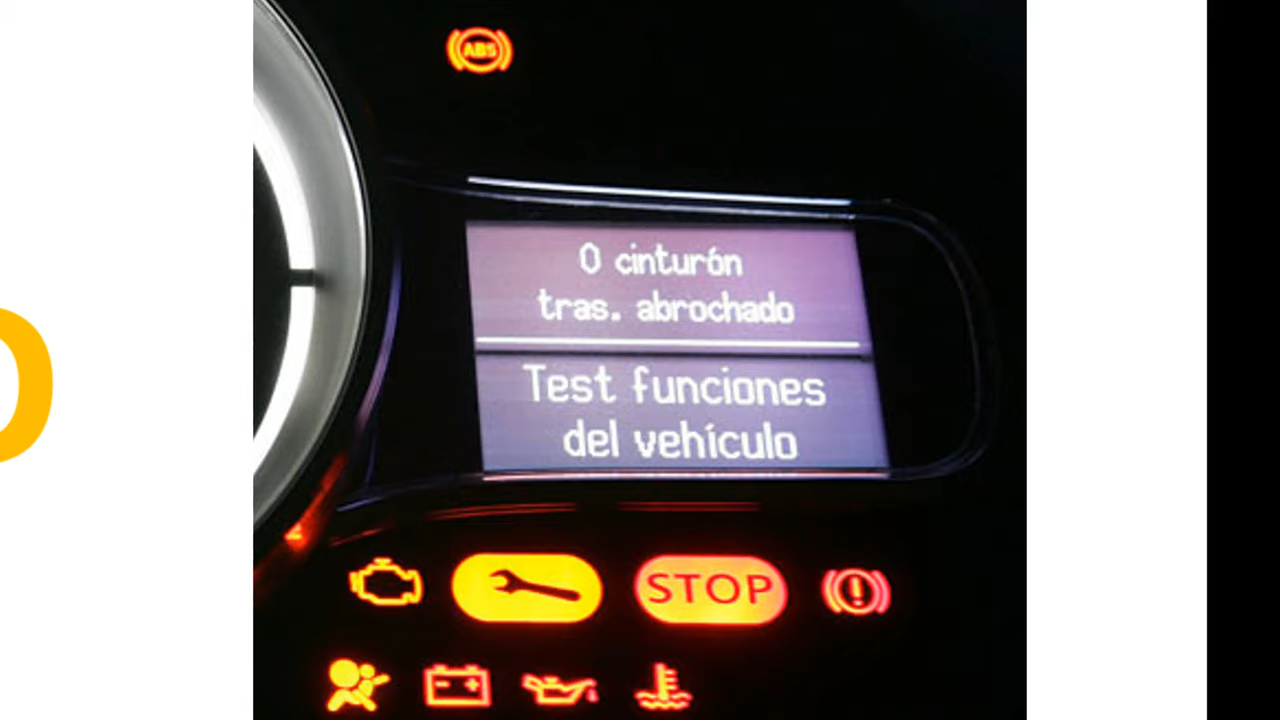 ABS
0 cinturón
tras. abrochado
Test funciones
del vehículo
STOP